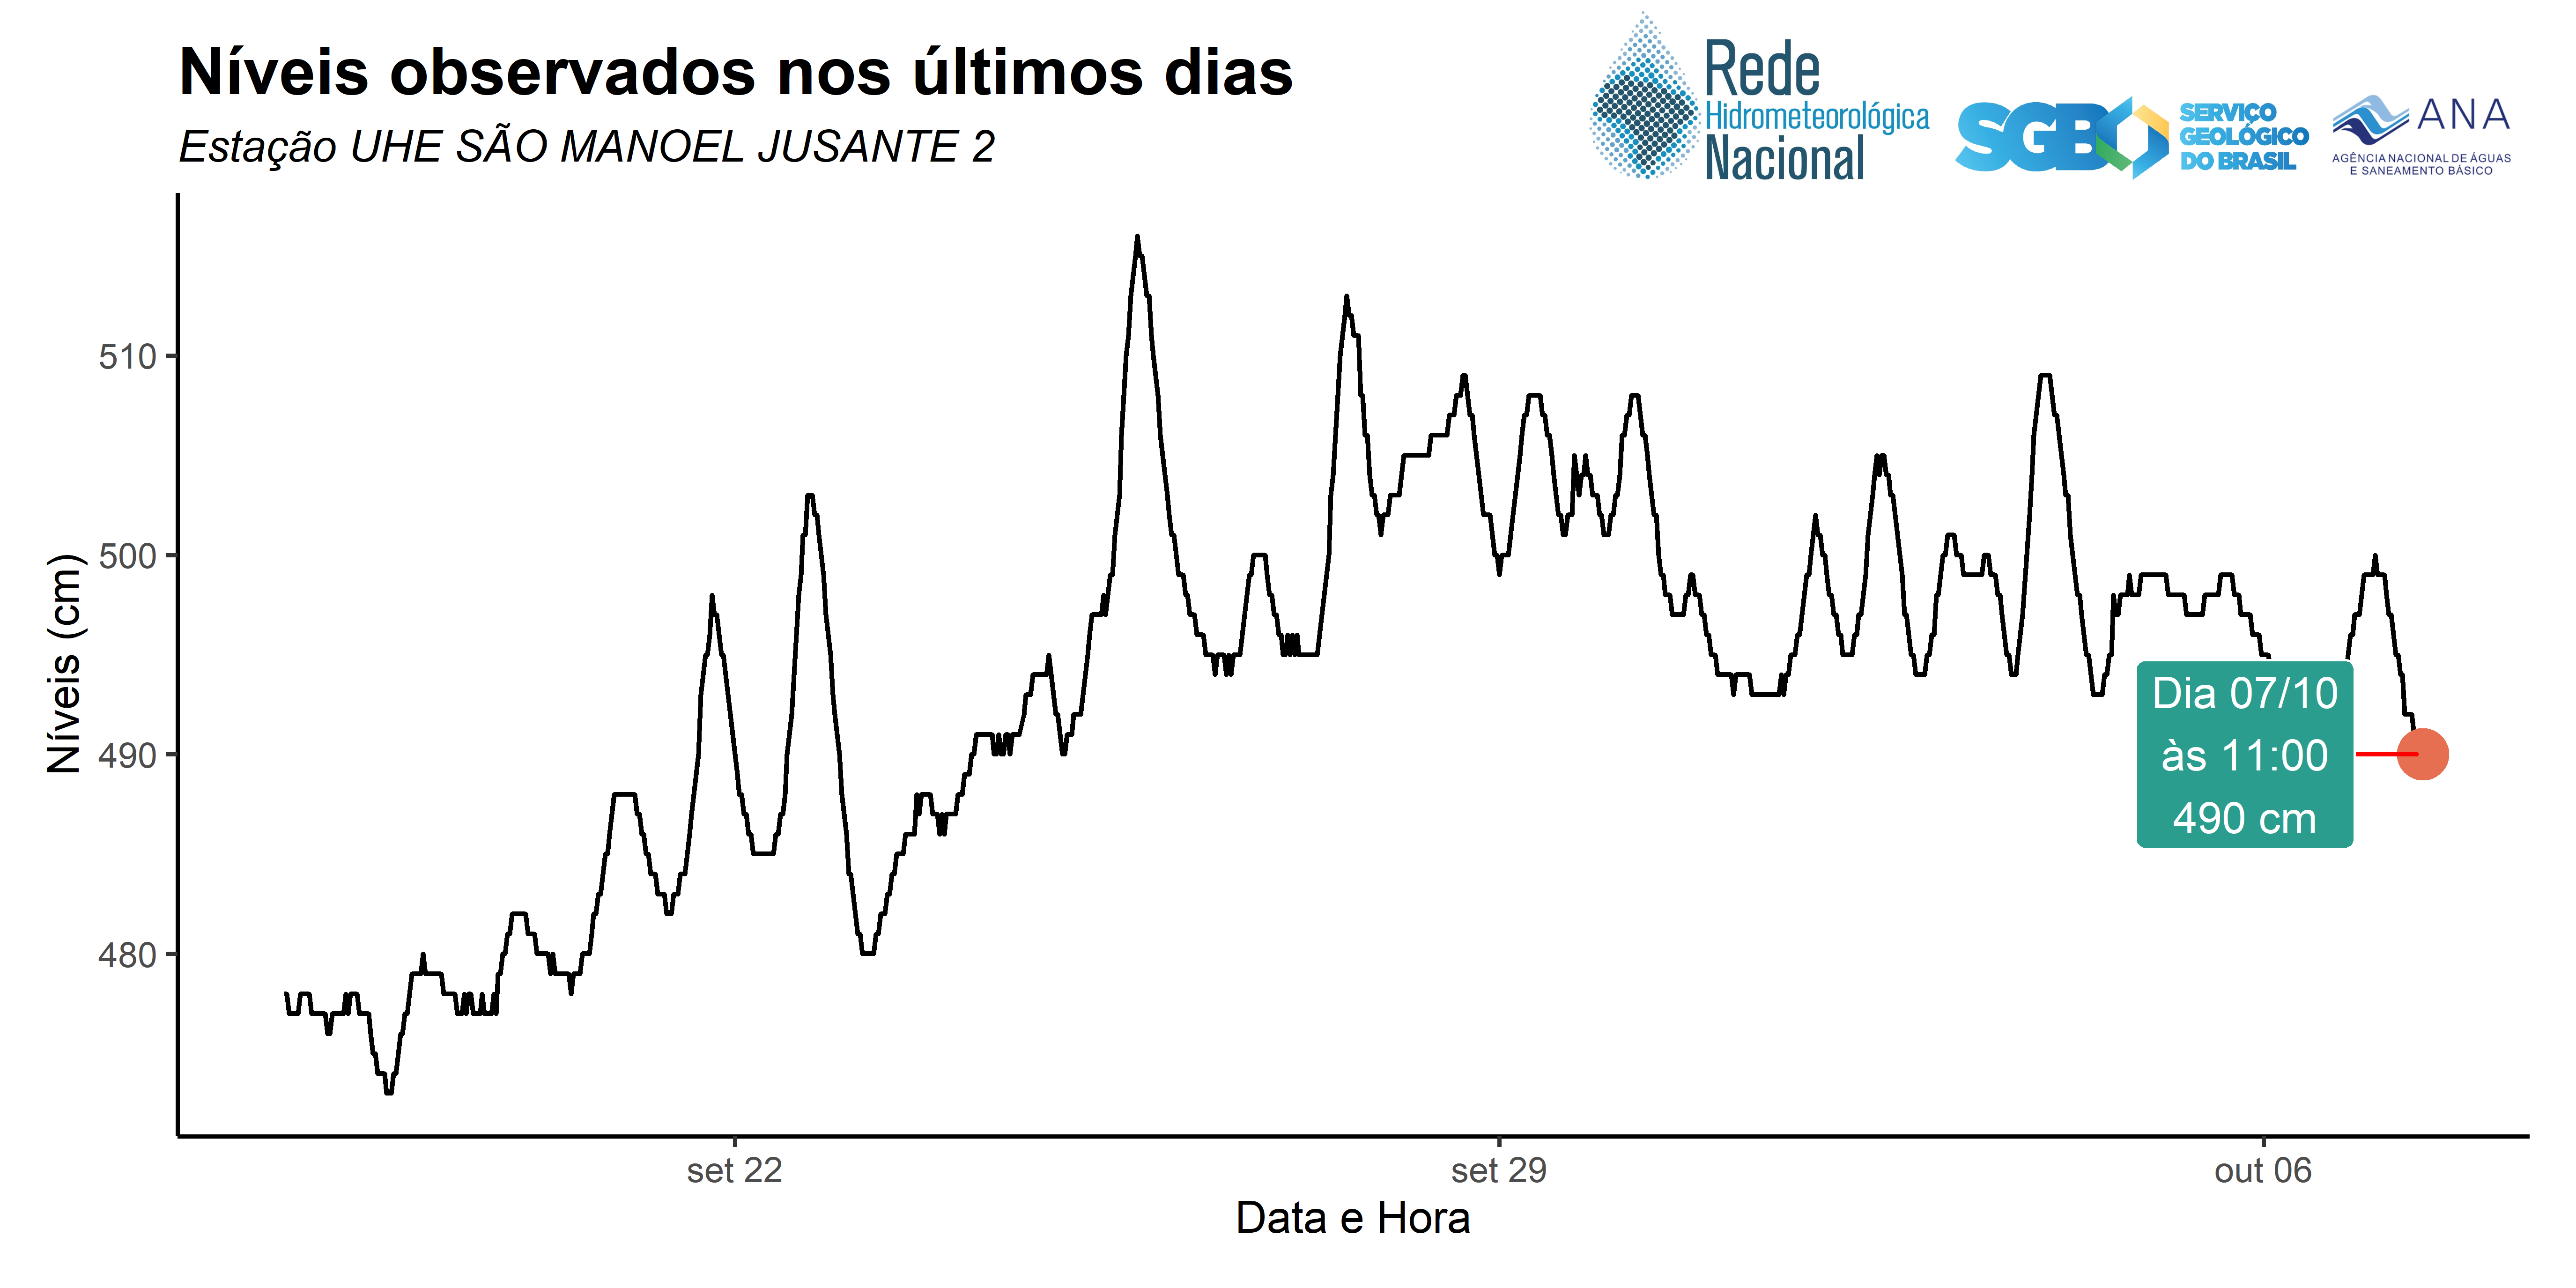 Níveis observados nos últimos dias
Estação UHE SÃO MANOEL JUSANTE 2
Rede
Hidrometeorológica
Nacional
SGB
SERVIÇO
GEOLÓGICO
DO BRASIL
ANA
AGÊNCIA NACIONAL DE ÁGUAS
E SANEAMENTO BÁSICO
Níveis (cm)
510
500
490
480
Dia 07/10
às 11:00
490 cm
set 22
set 29
out 06
Data e Hora